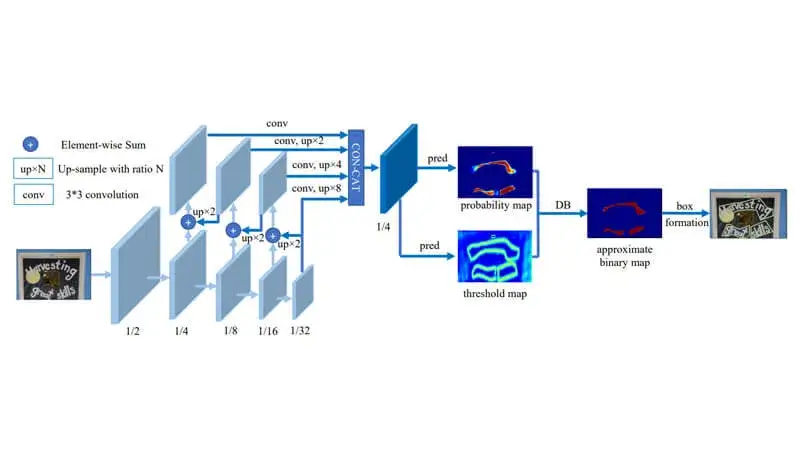 Element-wise Sum
up×N Up-sample with ratio N
conv 3*3 convolution
conv
conv, up×2
conv, up×4
conv, up×8
CON-CAT
up×2
up×2
up×2
1/2
1/4
1/8
1/16
1/32
1/4
pred
pred
probability map
threshold map
DB
approximate
binary map
box
formation
Harvesting
great skills
Harvesting
great skills